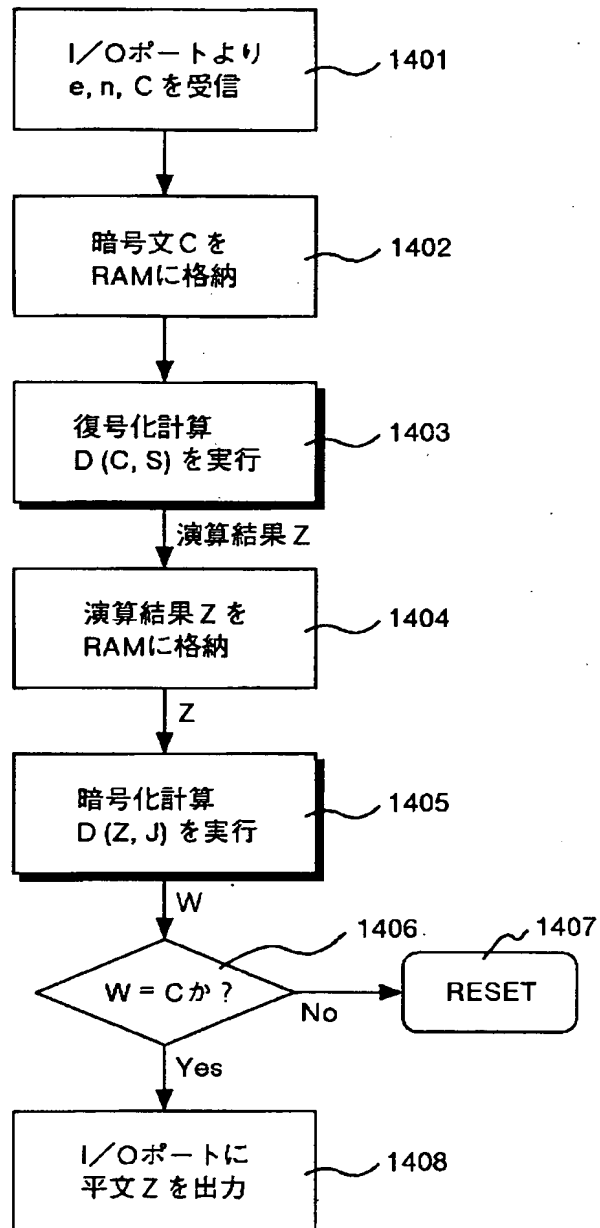 I／Oポートより
e, n, C を受信
1401
暗号文 C を
RAMに格納
1402
復号化計算
D (C, S) を実行
1403
演算結果 Z
演算結果 Z を
RAMに格納
1404
Z
暗号化計算
D (Z, J) を実行
1405
W
1406
1407
W = Cか？
No
RESET
Yes
I／Oポートに
平文 Z を出力
1408